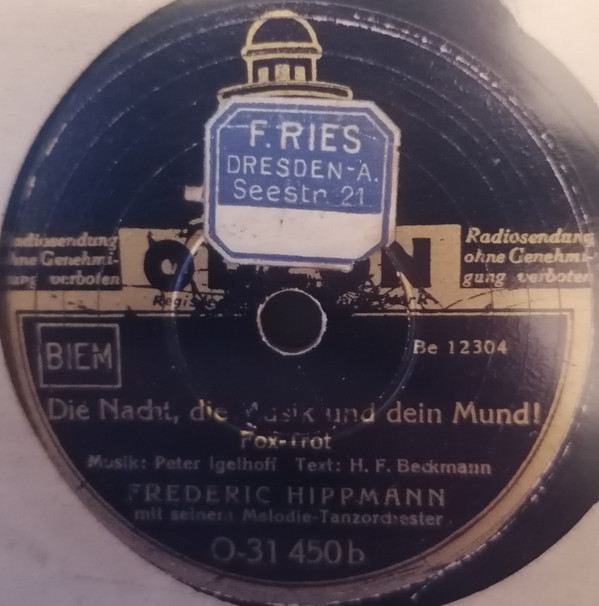 F. RIES
DRESDEN-A.
Seestr. 21
Radiosendung
ohne Genehmi-
gung verboten
O N
Radiosendung
ohne Genehmi-
gung verboten
BIEM
Be 12304
Die Nacht, die Musik und dein Mund!
Fox-Trot
Musik: Peter Igelhoff Text: H. F. Beckmann
FREDERIC HIPPMANN
mit seinem Melodie-Tanzorchester
O-31 450b